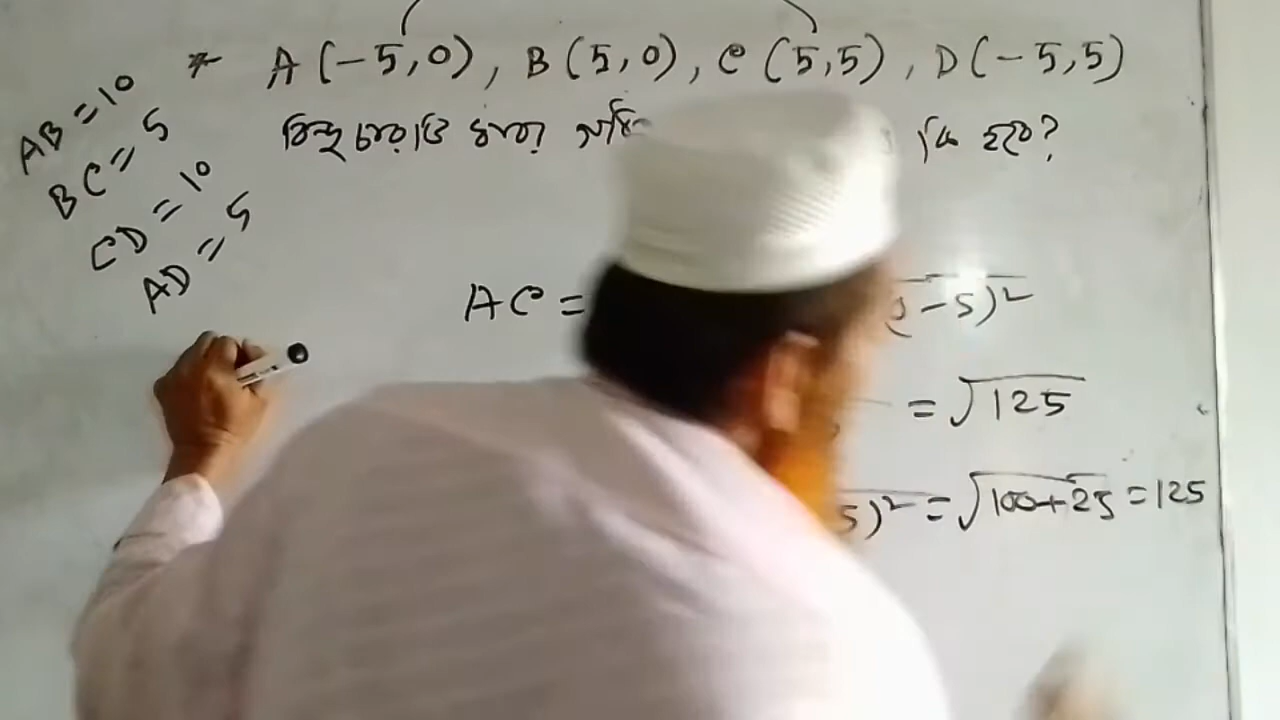 * A (-5,0), B (5,0), C (5,5), D (-5,5)
বিন্দু চারটি দ্বারা কি হবে?
AB = 10
BC = 5
CD = 10
AD = 5
AC = -5)²
= √125
5)² = √100+25 = 125